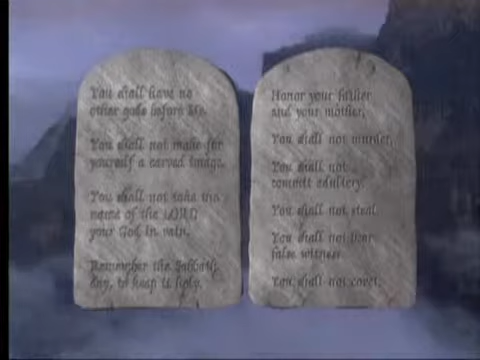 You shall have no
other gods before Me.
You shall not make for
yourself a carved image.
You shall not take the
name of the LORD
your God in vain.
Remember the Sabbath
day, to keep it holy.
Honor your father
and your mother,
You shall not murder,
You shall not
commit adultery.
You shall not steal
You shall not bear
false witness
You shall not covet.